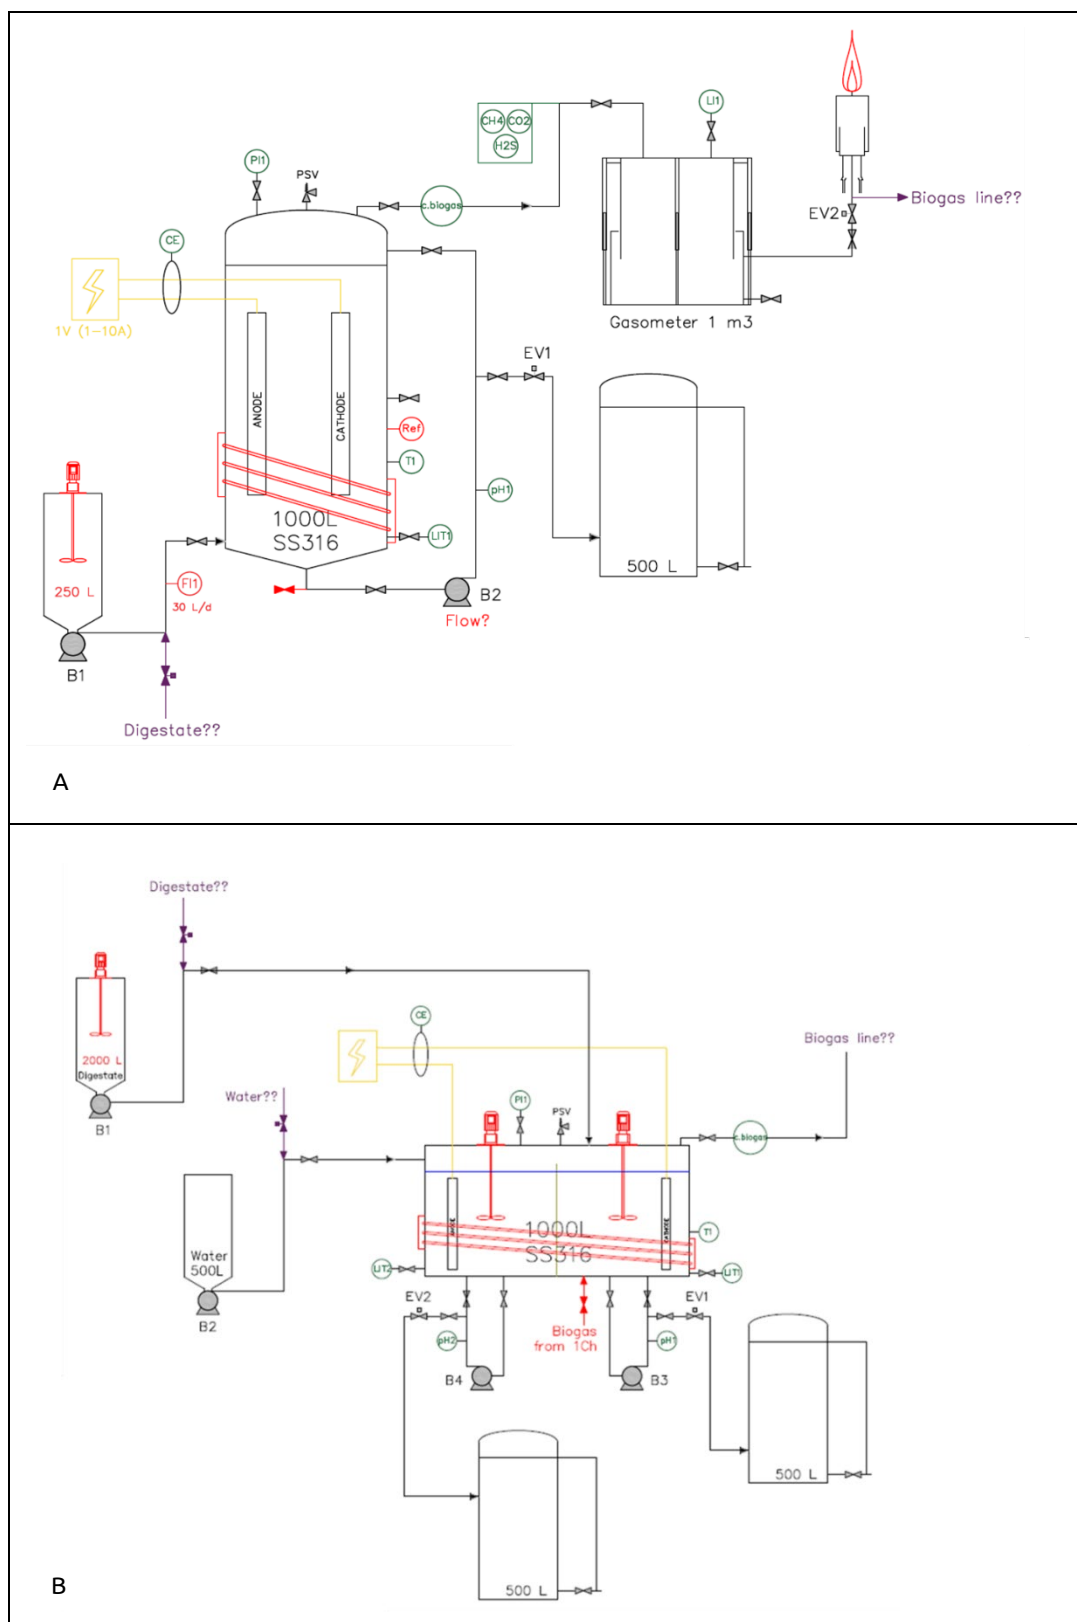 CH4
CO2
H2S
LI1
PI1
PSV
c.biogas
Biogas line??
EV2
CE
1V (1-10A)
Gasometer 1 m3
EV1
ANODE
CATHODE
Ref
T1
pH1
1000L
SS316
LIT1
500 L
250 L
FI1
30 L/d
B2
Flow?
B1
Digestate??
A
Digestate??
CE
Biogas line??
2000 L
Digestate
B1
Water??
PI1
PSV
c.biogas
ANODE
CATHODE
1000L
SS316
T1
Water
500L
LIT2
LIT1
B2
EV2
EV1
Biogas
from 1Ch
pH2
pH1
B4
B3
500 L
500 L
B